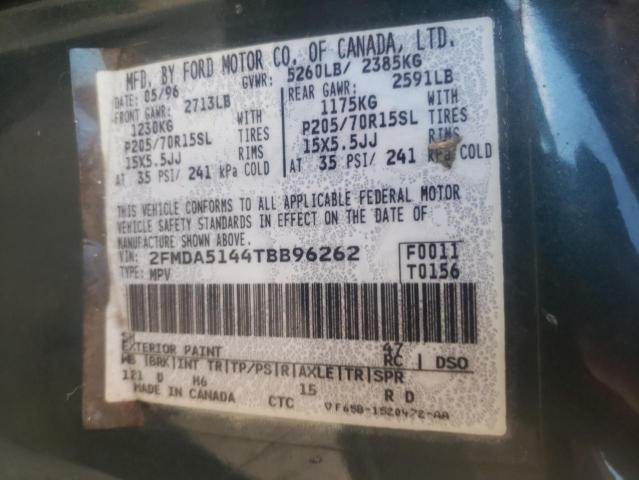 MFD. BY FORD MOTOR CO. OF CANADA, LTD.
DATE: 05/96 GVWR: 5260LB/ 2385KG
FRONT GAWR: 2713LB REAR GAWR: 2591LB
1230KG WITH 1175KG WITH
P205/70R15SL TIRES P205/70R15SL TIRES
15X5.5JJ RIMS 15X5.5JJ RIMS
AT 35 PSI/ 241 kPa COLD AT 35 PSI/ 241 kPa COLD
THIS VEHICLE CONFORMS TO ALL APPLICABLE FEDERAL MOTOR
VEHICLE SAFETY STANDARDS IN EFFECT ON THE DATE OF
MANUFACTURE SHOWN ABOVE.
VIN: 2FMDA5144TBB96262 F0011
TYPE: MPV T0156
EXTERIOR PAINT 47 RC DSO
WB |BRK|INT TR|TP/PS|R|AXLE|TR|SPR
121 D H6 15 R D
MADE IN CANADA CTC VF65B-1520472-AA